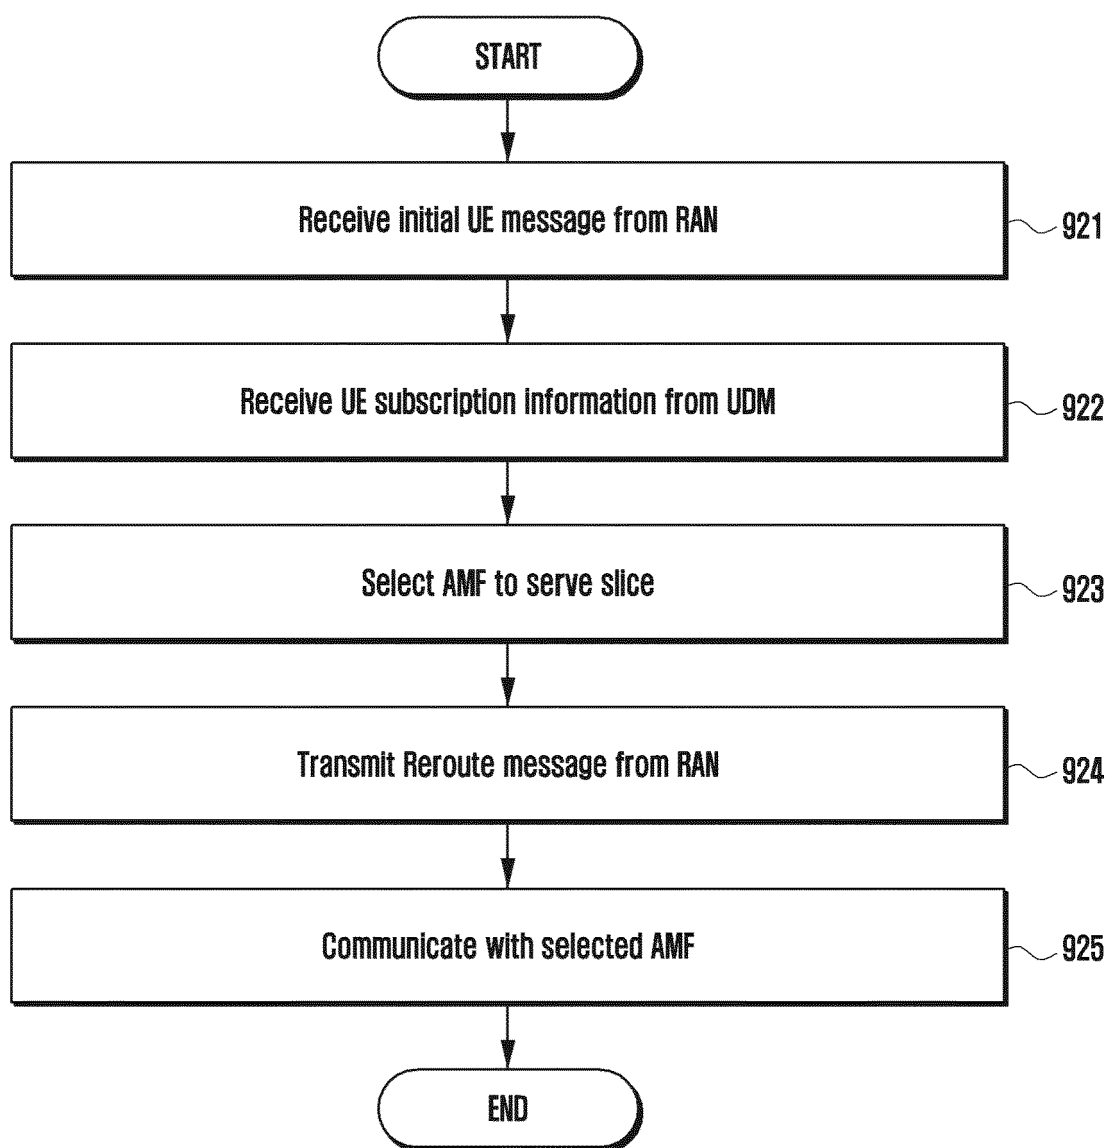 START
Receive initial UE message from RAN
921
Receive UE subscription information from UDM
922
Select AMF to serve slice
923
Transmit Reroute message from RAN
924
Communicate with selected AMF
925
END